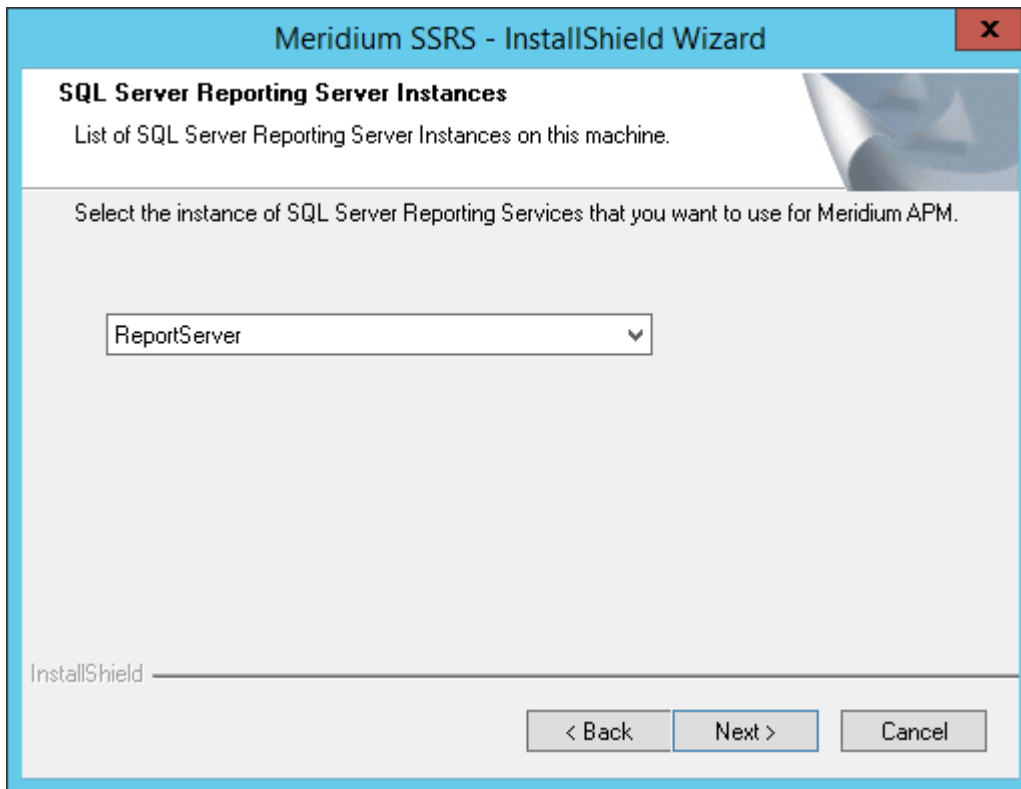 Meridium SSRS - InstallShield Wizard
x
SQL Server Reporting Server Instances
List of SQL Server Reporting Server Instances on this machine.
Select the instance of SQL Server Reporting Services that you want to use for Meridium APM.
ReportServer
InstallShield
< Back Next > Cancel